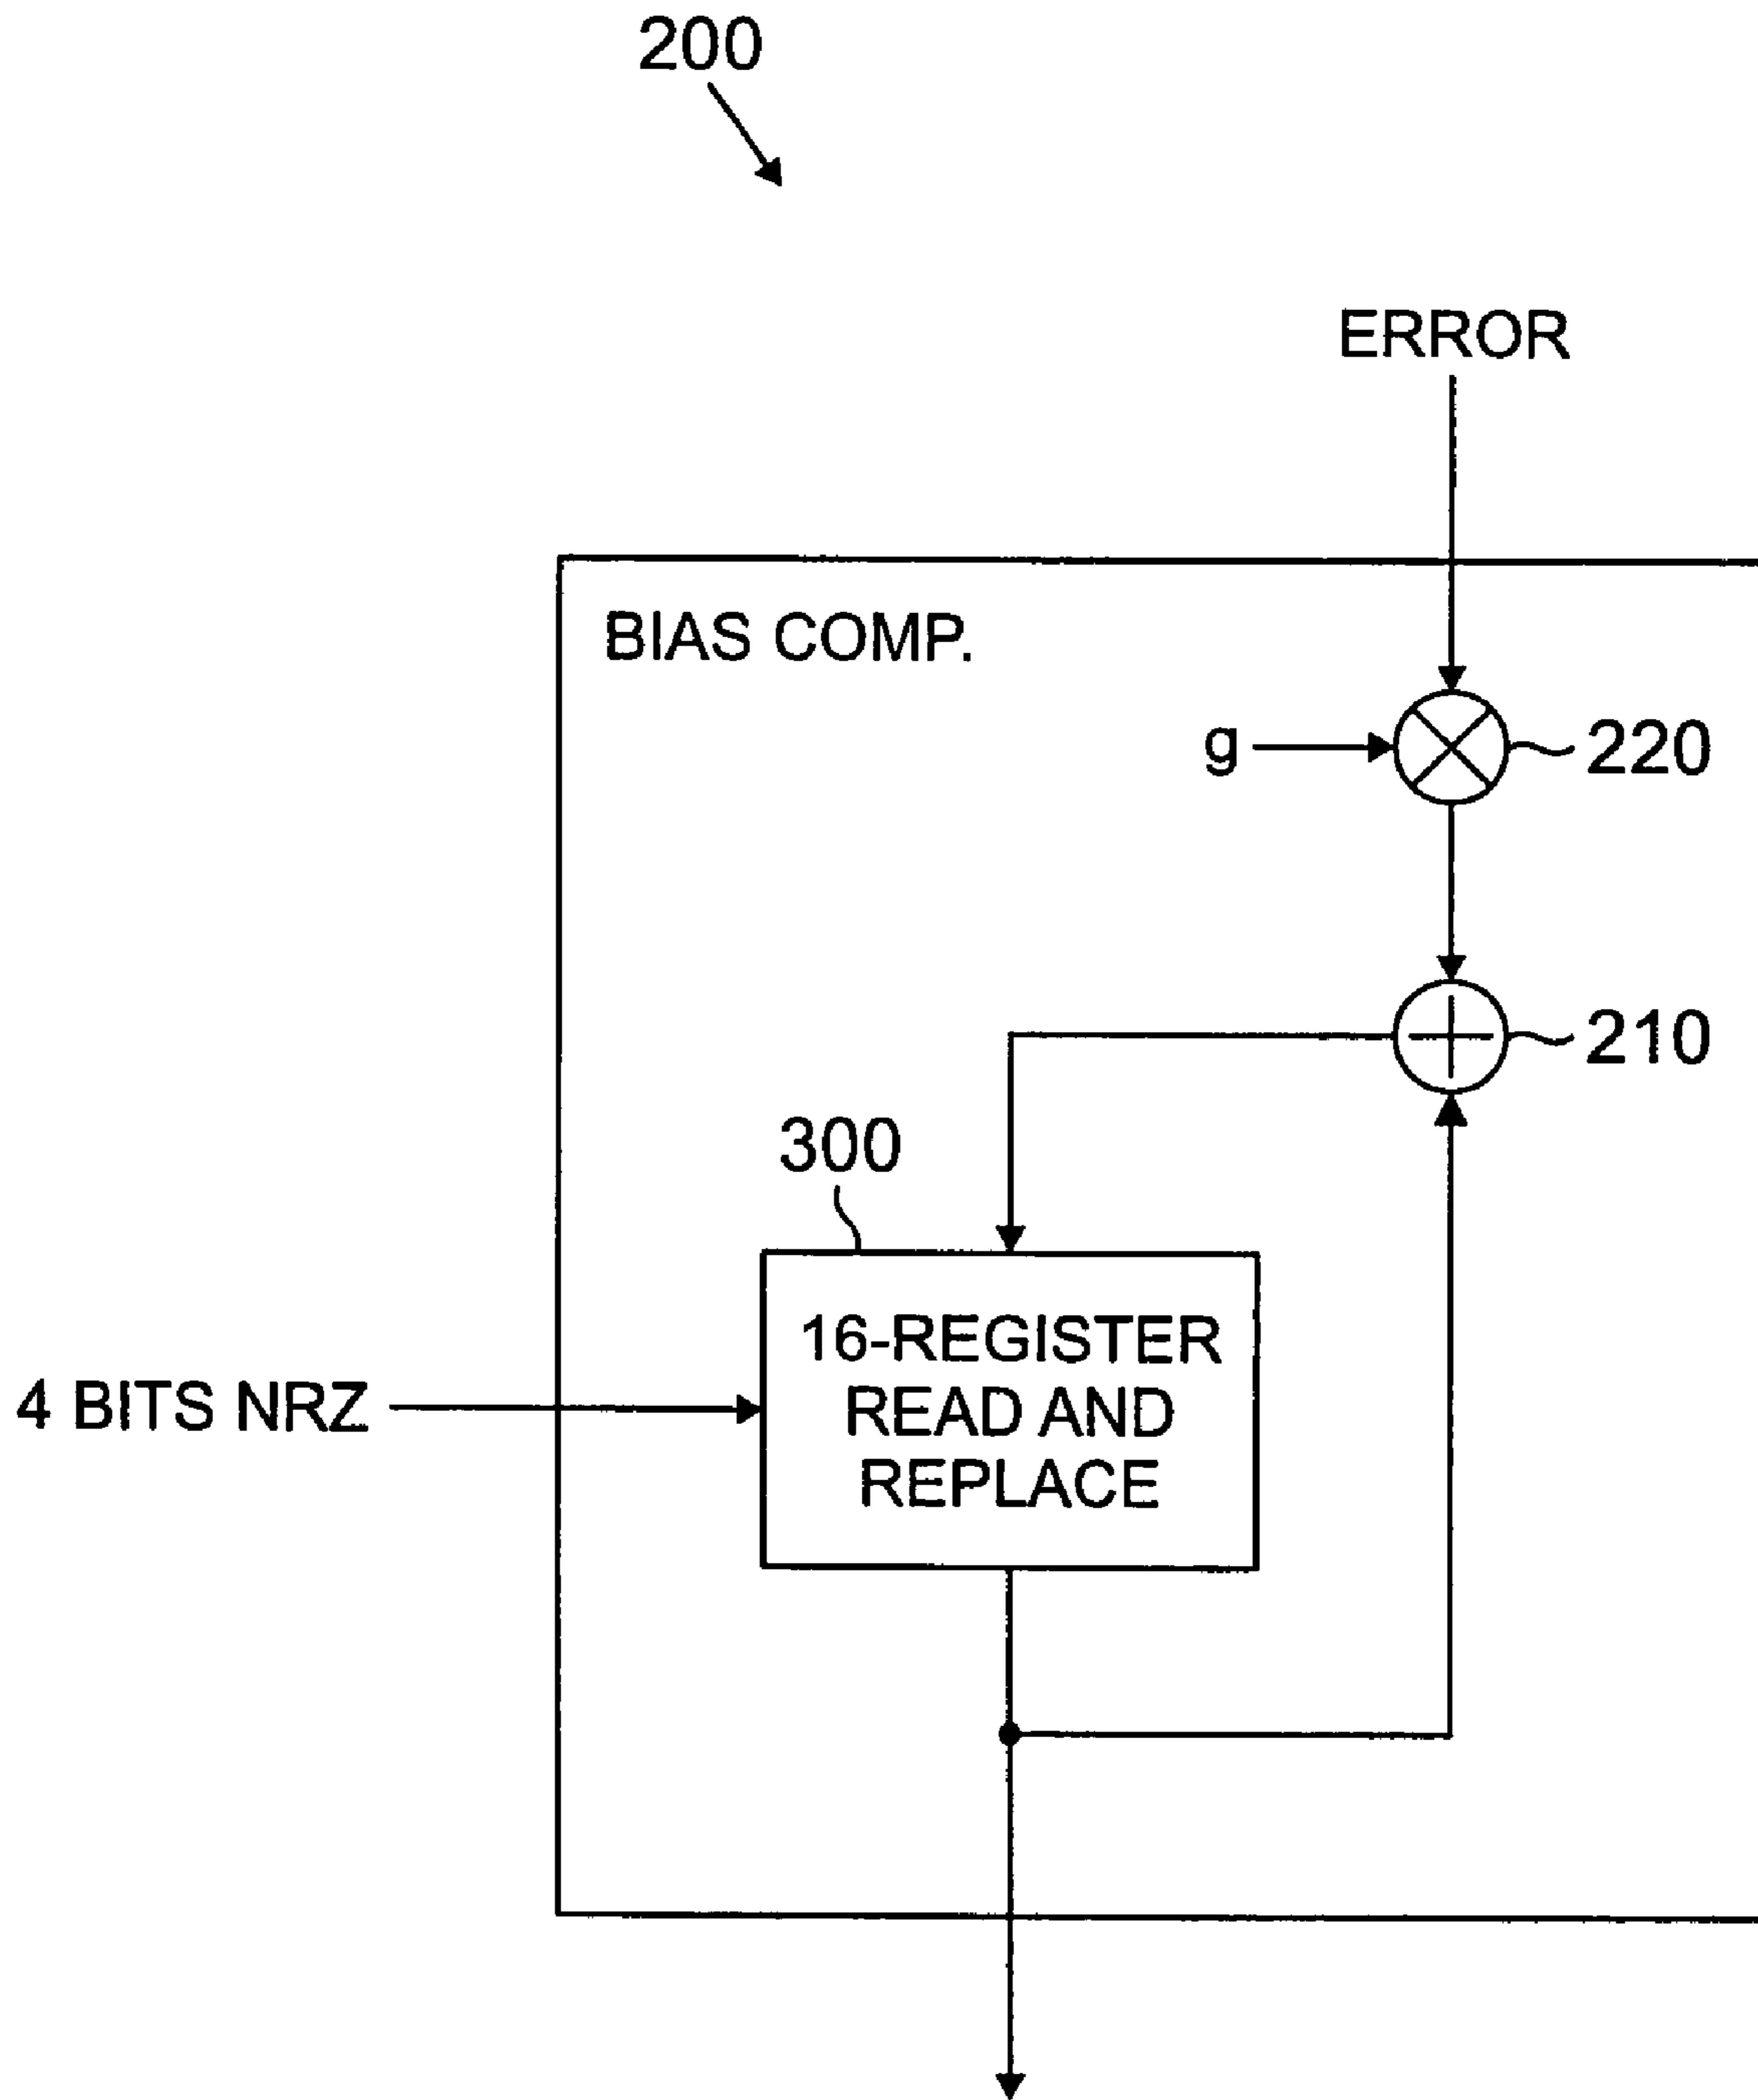 200
ERROR
BIAS COMP.
g
220
210
300
16-REGISTER
READ AND
REPLACE
4 BITS NRZ